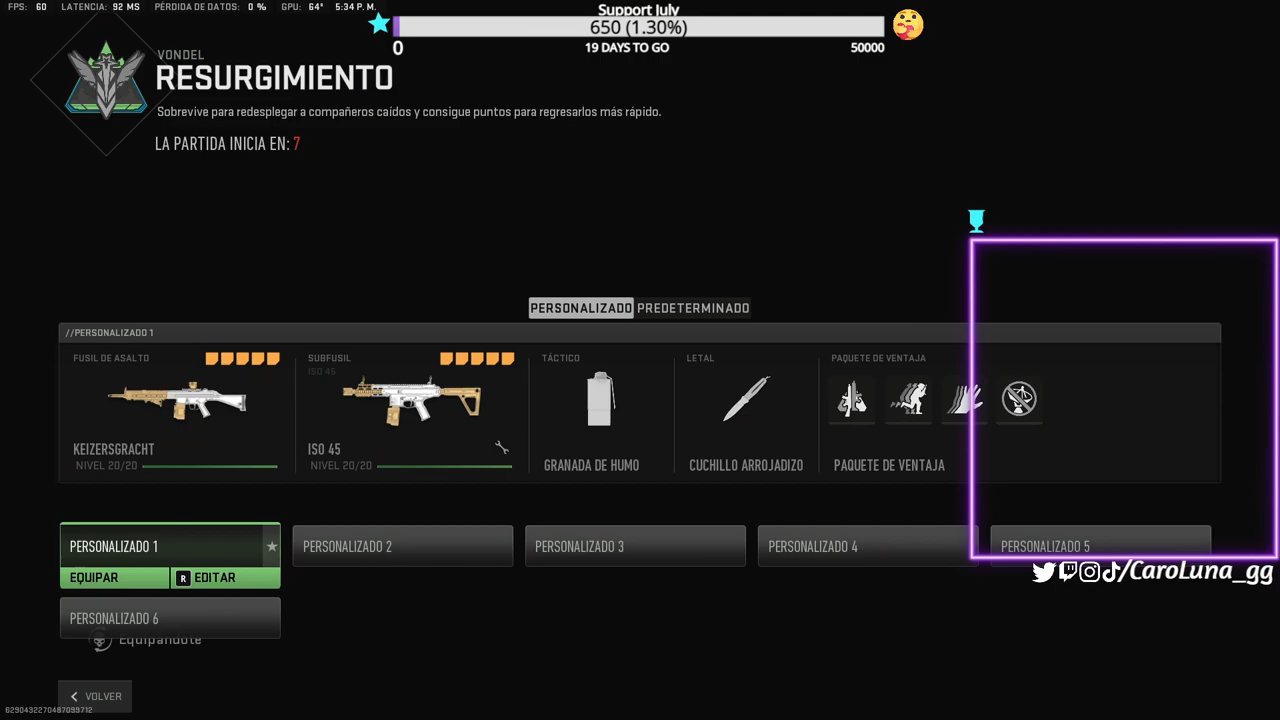 FPS: 60 LATENCIA: 92 MS PÉRDIDA DE DATOS: 0 % GPU: 64° 5:34 P. M.
Support July
650 (1.30%)
0 19 DAYS TO GO 50000
VONDEL
RESURGIMIENTO
Sobrevive para redesplegar a compañeros caídos y consigue puntos para regresarlos más rápido.
LA PARTIDA INICIA EN: 7
PERSONALIZADO PREDETERMINADO
//PERSONALIZADO 1
FUSIL DE ASALTO SUBFUSIL TÁCTICO LETAL PAQUETE DE VENTAJA
ISO 45
KEIZERSGRACHT ISO 45
NIVEL 20/20 NIVEL 20/20 GRANADA DE HUMO CUCHILLO ARROJADIZO PAQUETE DE VENTAJA
PERSONALIZADO 1 PERSONALIZADO 2 PERSONALIZADO 3 PERSONALIZADO 4 PERSONALIZADO 5
EQUIPAR R EDITAR
/CaroLuna_gg
PERSONALIZADO 6
Equipándote
VOLVER
6290432270487099712